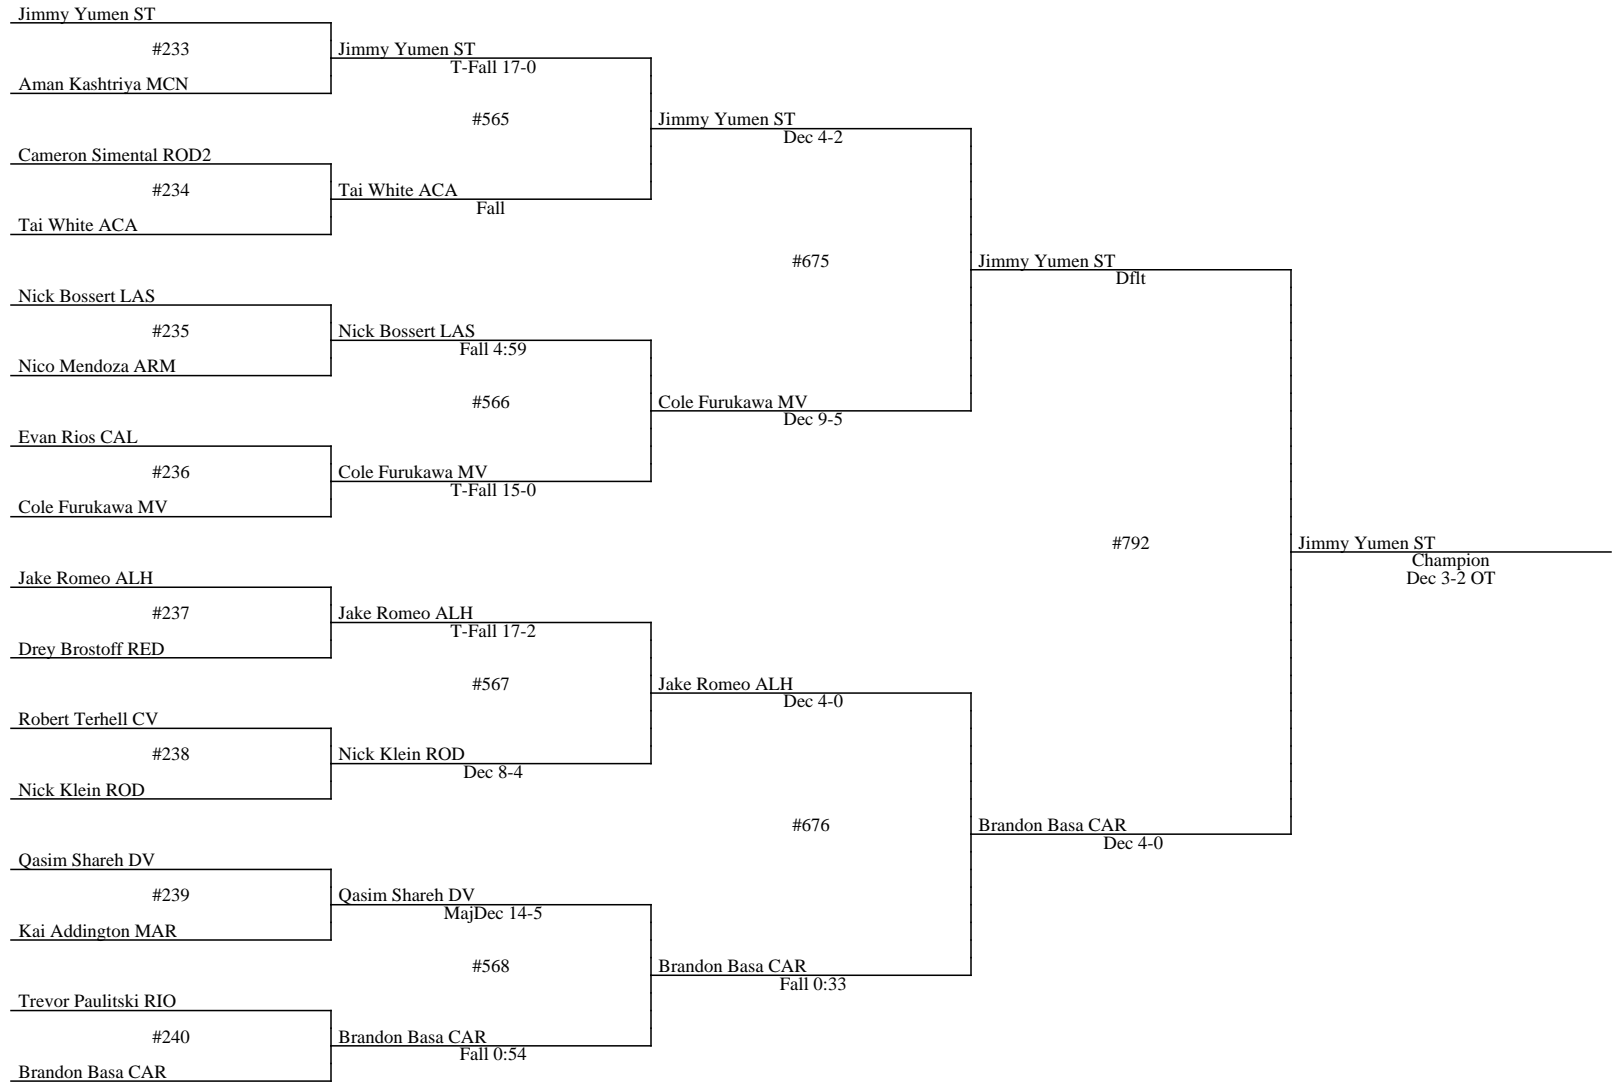 Jimmy Yumen ST
#233
Aman Kashtriya MCN
Cameron Simental ROD2
#234
Tai White ACA
Nick Bossert LAS
#235
Nico Mendoza ARM
Evan Rios CAL
#236
Cole Furukawa MV
Jake Romeo ALH
#237
Drey Brostoff RED
Robert Terhell CV
#238
Nick Klein ROD
Qasim Shareh DV
#239
Kai Addington MAR
Trevor Paulitski RIO
#240
Brandon Basa CAR
Jimmy Yumen ST
T-Fall 17-0
#565
Tai White ACA
Fall
Nick Bossert LAS
Fall 4:59
#566
Cole Furukawa MV
T-Fall 15-0
Jake Romeo ALH
T-Fall 17-2
#567
Nick Klein ROD
Dec 8-4
Qasim Shareh DV
MajDec 14-5
#568
Brandon Basa CAR
Fall 0:54
Jimmy Yumen ST
Dec 4-2
#675
Cole Furukawa MV
Dec 9-5
Jake Romeo ALH
Dec 4-0
#676
Brandon Basa CAR
Fall 0:33
Jimmy Yumen ST
Dflt
#792
Brandon Basa CAR
Dec 4-0
Jimmy Yumen ST
Champion
Dec 3-2 OT